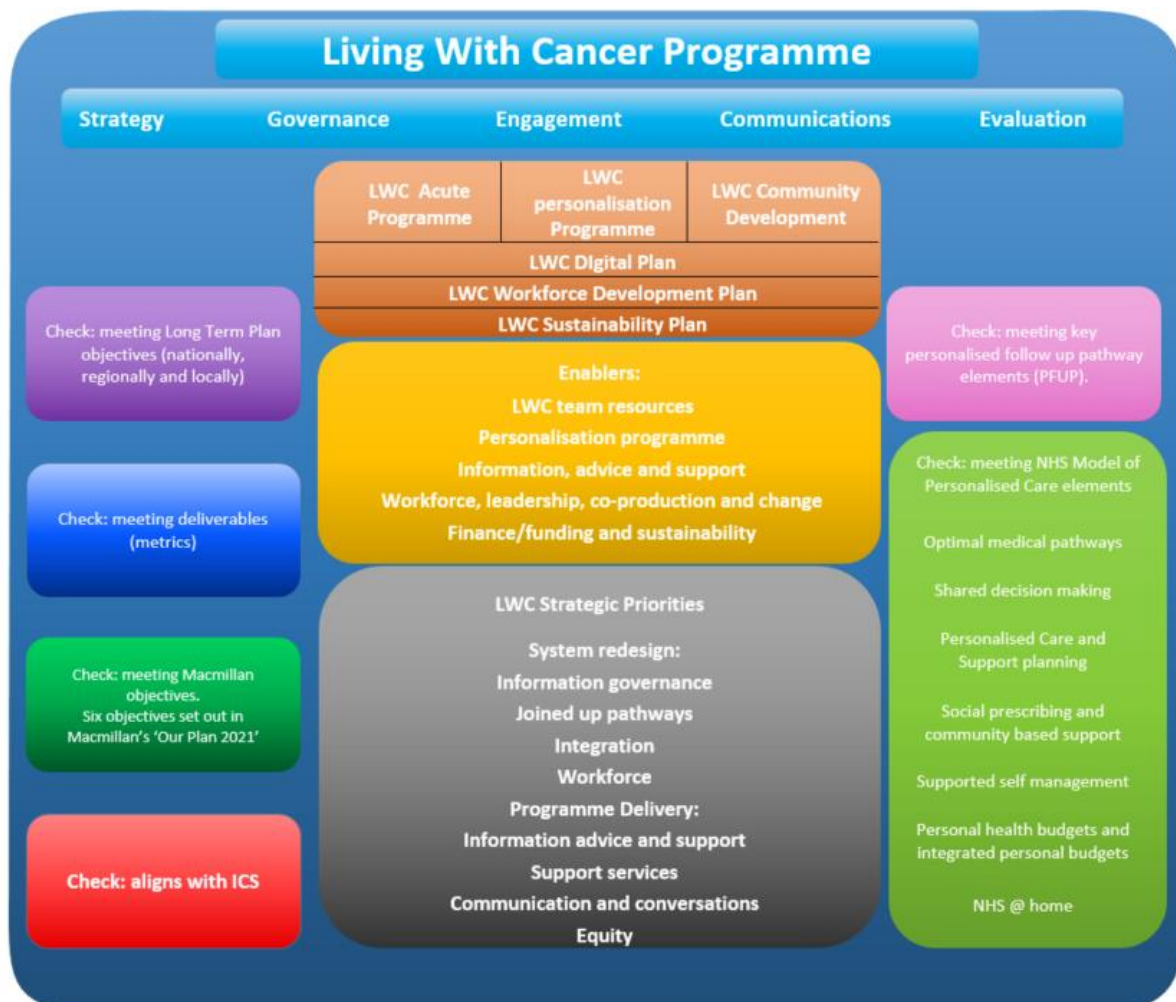 Living With Cancer Programme
Strategy Governance Engagement Communications Evaluation
LWC Acute
Programme
LWC
personalisation
Programme
LWC Community
Development
LWC DIgital Plan
LWC Workforce Development Plan
LWC Sustainability Plan
Check: meeting Long Term Plan
objectives (nationally,
regionally and locally)
Check: meeting deliverables
(metrics)
Check: meeting Macmillan
objectives.
Six objectives set out in
Macmillan's 'Our Plan 2021'
Check: aligns with ICS
Enablers:
LWC team resources
Personalisation programme
Information, advice and support
Workforce, leadership, co-production and change
Finance/funding and sustainability
LWC Strategic Priorities
System redesign:
Information governance
Joined up pathways
Integration
Workforce
Programme Delivery:
Information advice and support
Support services
Communication and conversations
Equity
Check: meeting key
personalised follow up pathway
elements (PFUP).
Check: meeting NHS Model of
Personalised Care elements
Optimal medical pathways
Shared decision making
Personalised Care and
Support planning
Social prescribing and
community based support
Supported self management
Personal health budgets and
integrated personal budgets
NHS @ home